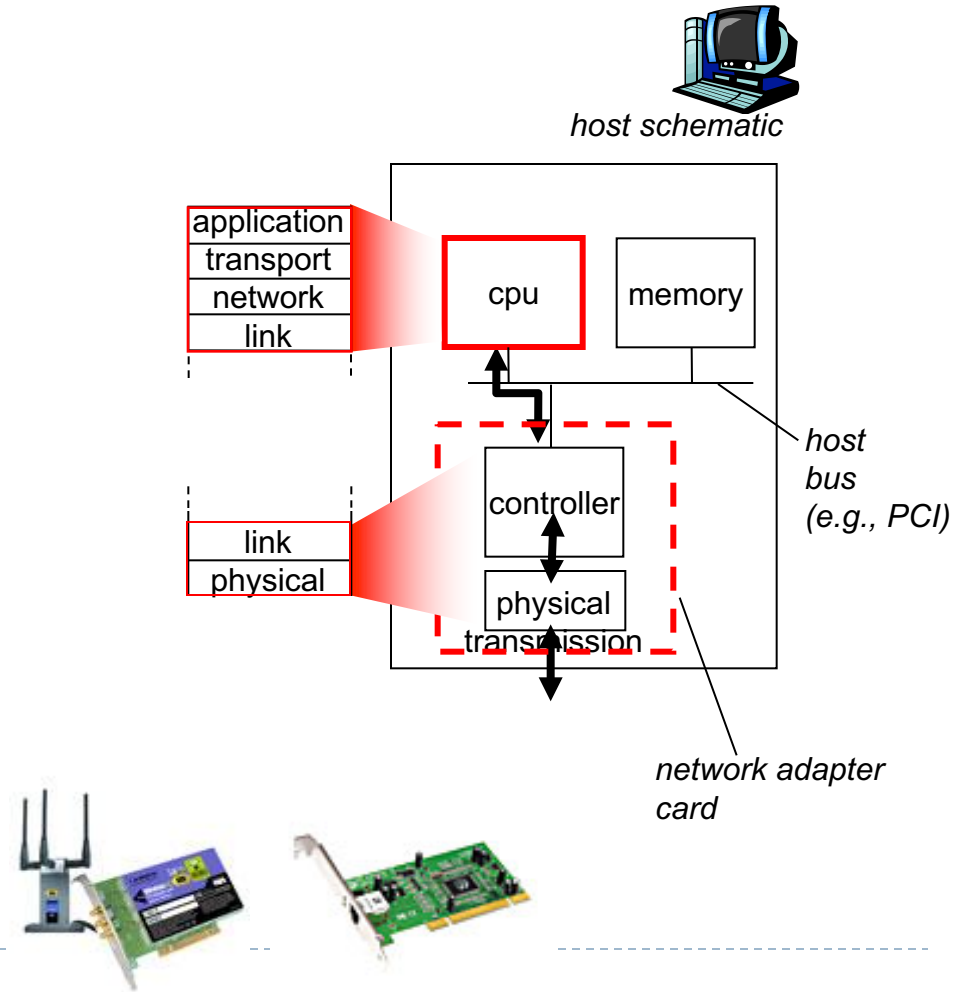 host schematic
application
transport
network
link
cpu
memory
host
bus
(e.g., PCI)
controller
link
physical
physical
transmission
network adapter
card